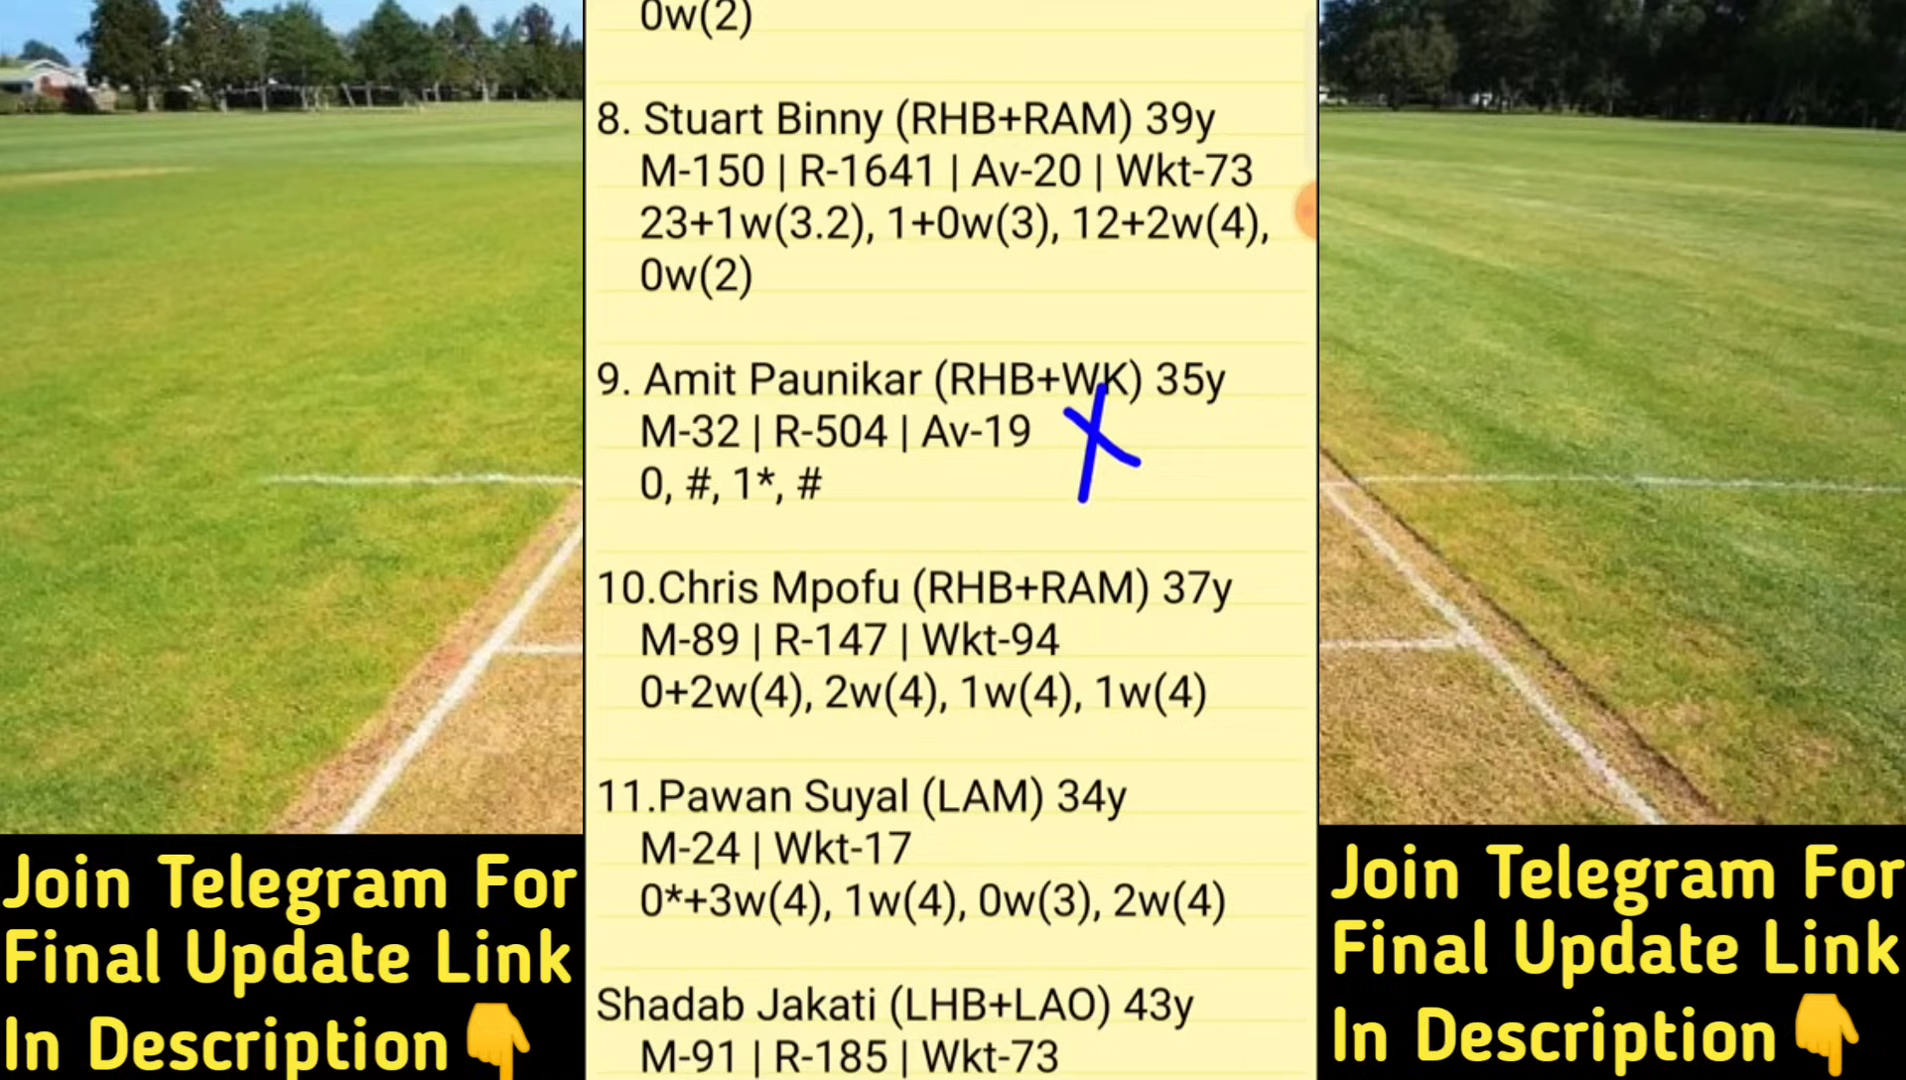 0w(2)
8. Stuart Binny (RHB+RAM) 39y
M-150 | R-1641 | Av-20 | Wkt-73
23+1w(3.2), 1+0w(3), 12+2w(4),
0w(2)
9. Amit Paunikar (RHB+WK) 35y
M-32 | R-504 | Av-19
0, #, 1*, #
10.Chris Mpofu (RHB+RAM) 37y
M-89 | R-147 | Wkt-94
0+2w(4), 2w(4), 1w(4), 1w(4)
11.Pawan Suyal (LAM) 34y
M-24 | Wkt-17
0*+3w(4), 1w(4), 0w(3), 2w(4)
Shadab Jakati (LHB+LAO) 43y
M-91 | R-185 | Wkt-73
Join Telegram For
Final Update Link
In Description👇
Join Telegram For
Final Update Link
In Description👇